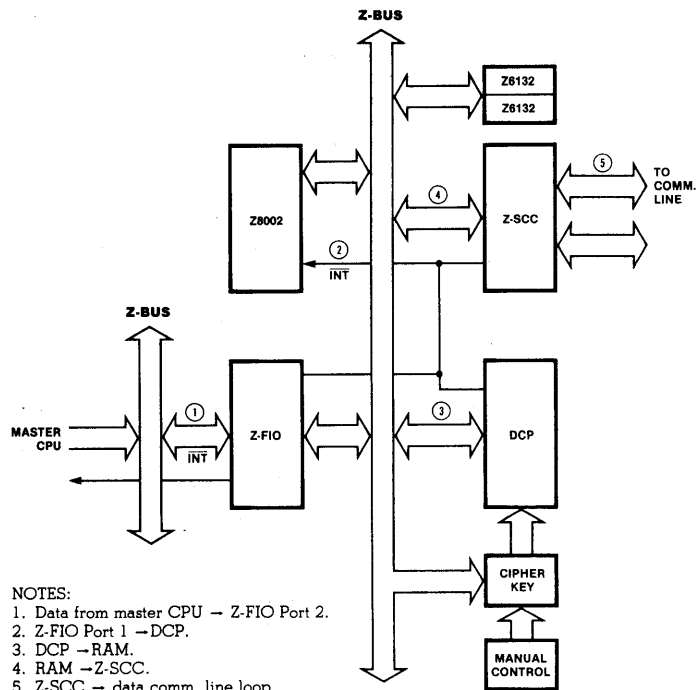 Z-BUS
Z6132
Z6132
Z8002
Z-SCC
④
⑤
TO
COMM.
LINE
②
INT
Z-BUS
MASTER
CPU
①
INT
Z-FIO
③
DCP
CIPHER
KEY
MANUAL
CONTROL
NOTES:
1. Data from master CPU → Z-FIO Port 2.
2. Z-FIO Port 1 → DCP.
3. DCP → RAM.
4. RAM → Z-SCC.
5. Z-SCC → data comm. line loop.